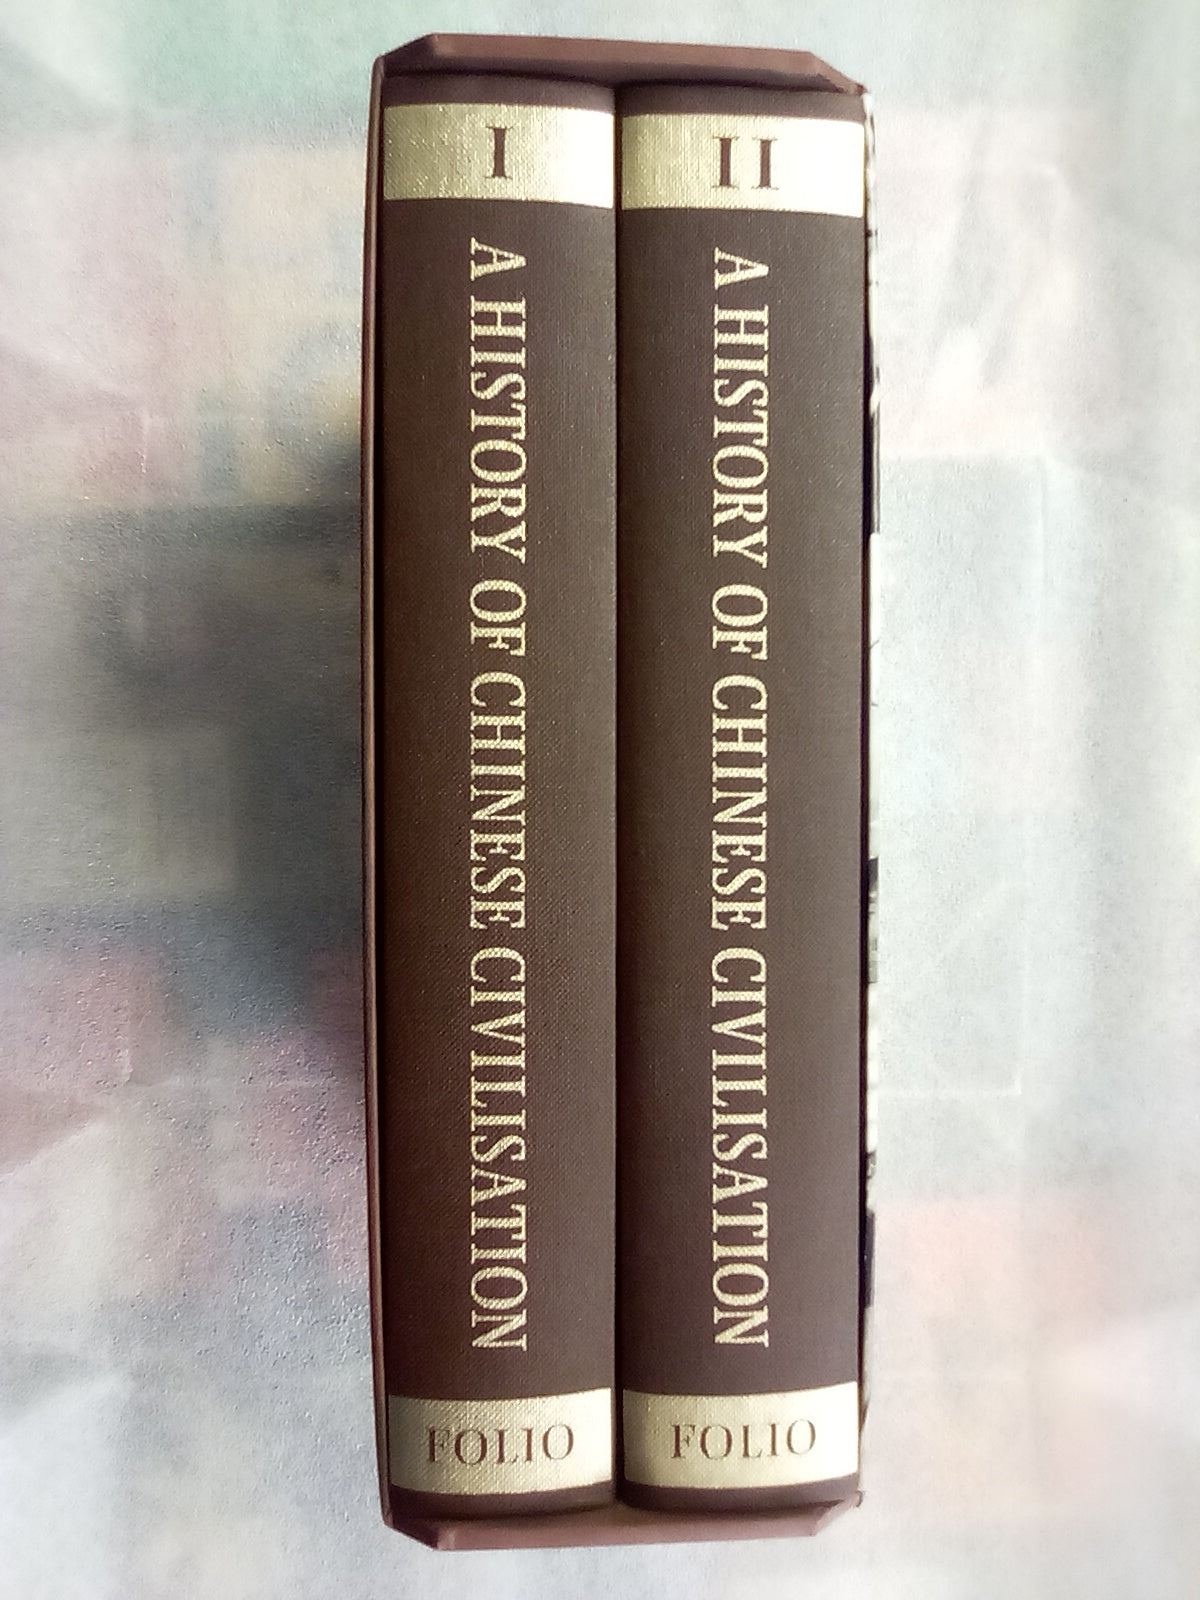 I
A HISTORY OF CHINESE CIVILISATION
FOLIO
II
A HISTORY OF CHINESE CIVILISATION
FOLIO